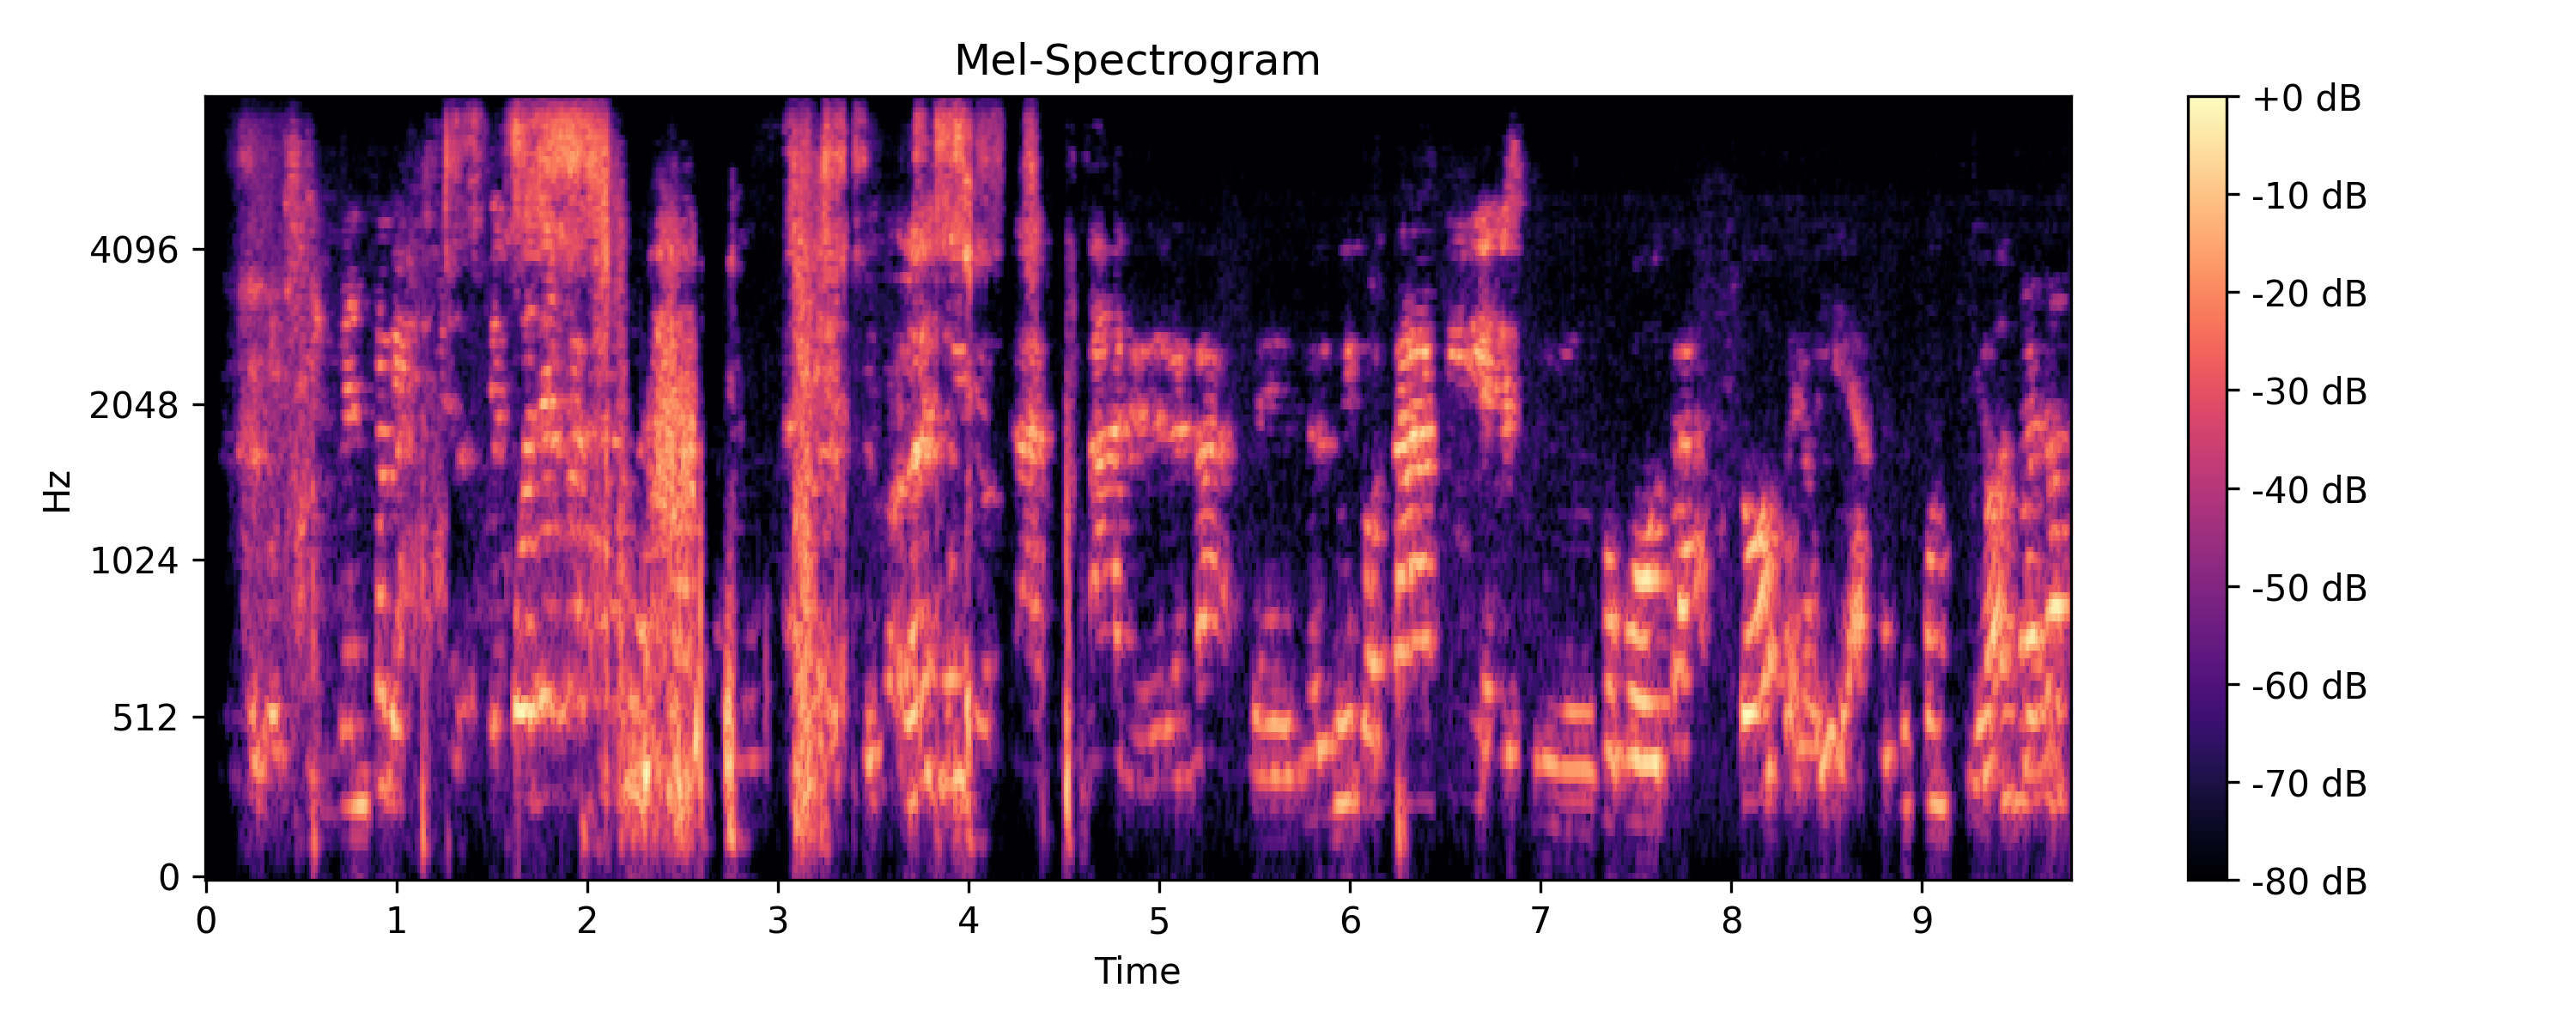 Mel-Spectrogram
+0 dB
-10 dB
-20 dB
-30 dB
-40 dB
-50 dB
-60 dB
-70 dB
-80 dB
4096
2048
1024
512
0
Hz
0 1 2 3 4 5 6 7 8 9
Time